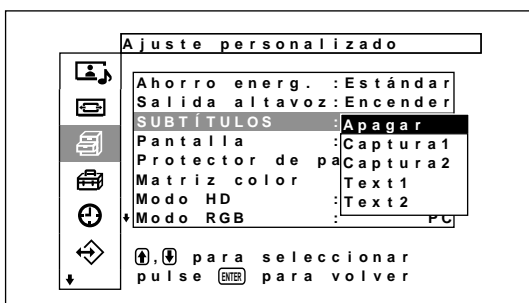 Ajuste personalizado
Ahorro energ. :Estándar
Salida altavoz:Encender
SUBTÍTULOS :Apagar
Pantalla :Captura1
Protector de pa Captura2
Matriz color Text1
Modo HD :Text2
Modo RGB : PC
, para seleccionar
pulse ENTER para volver